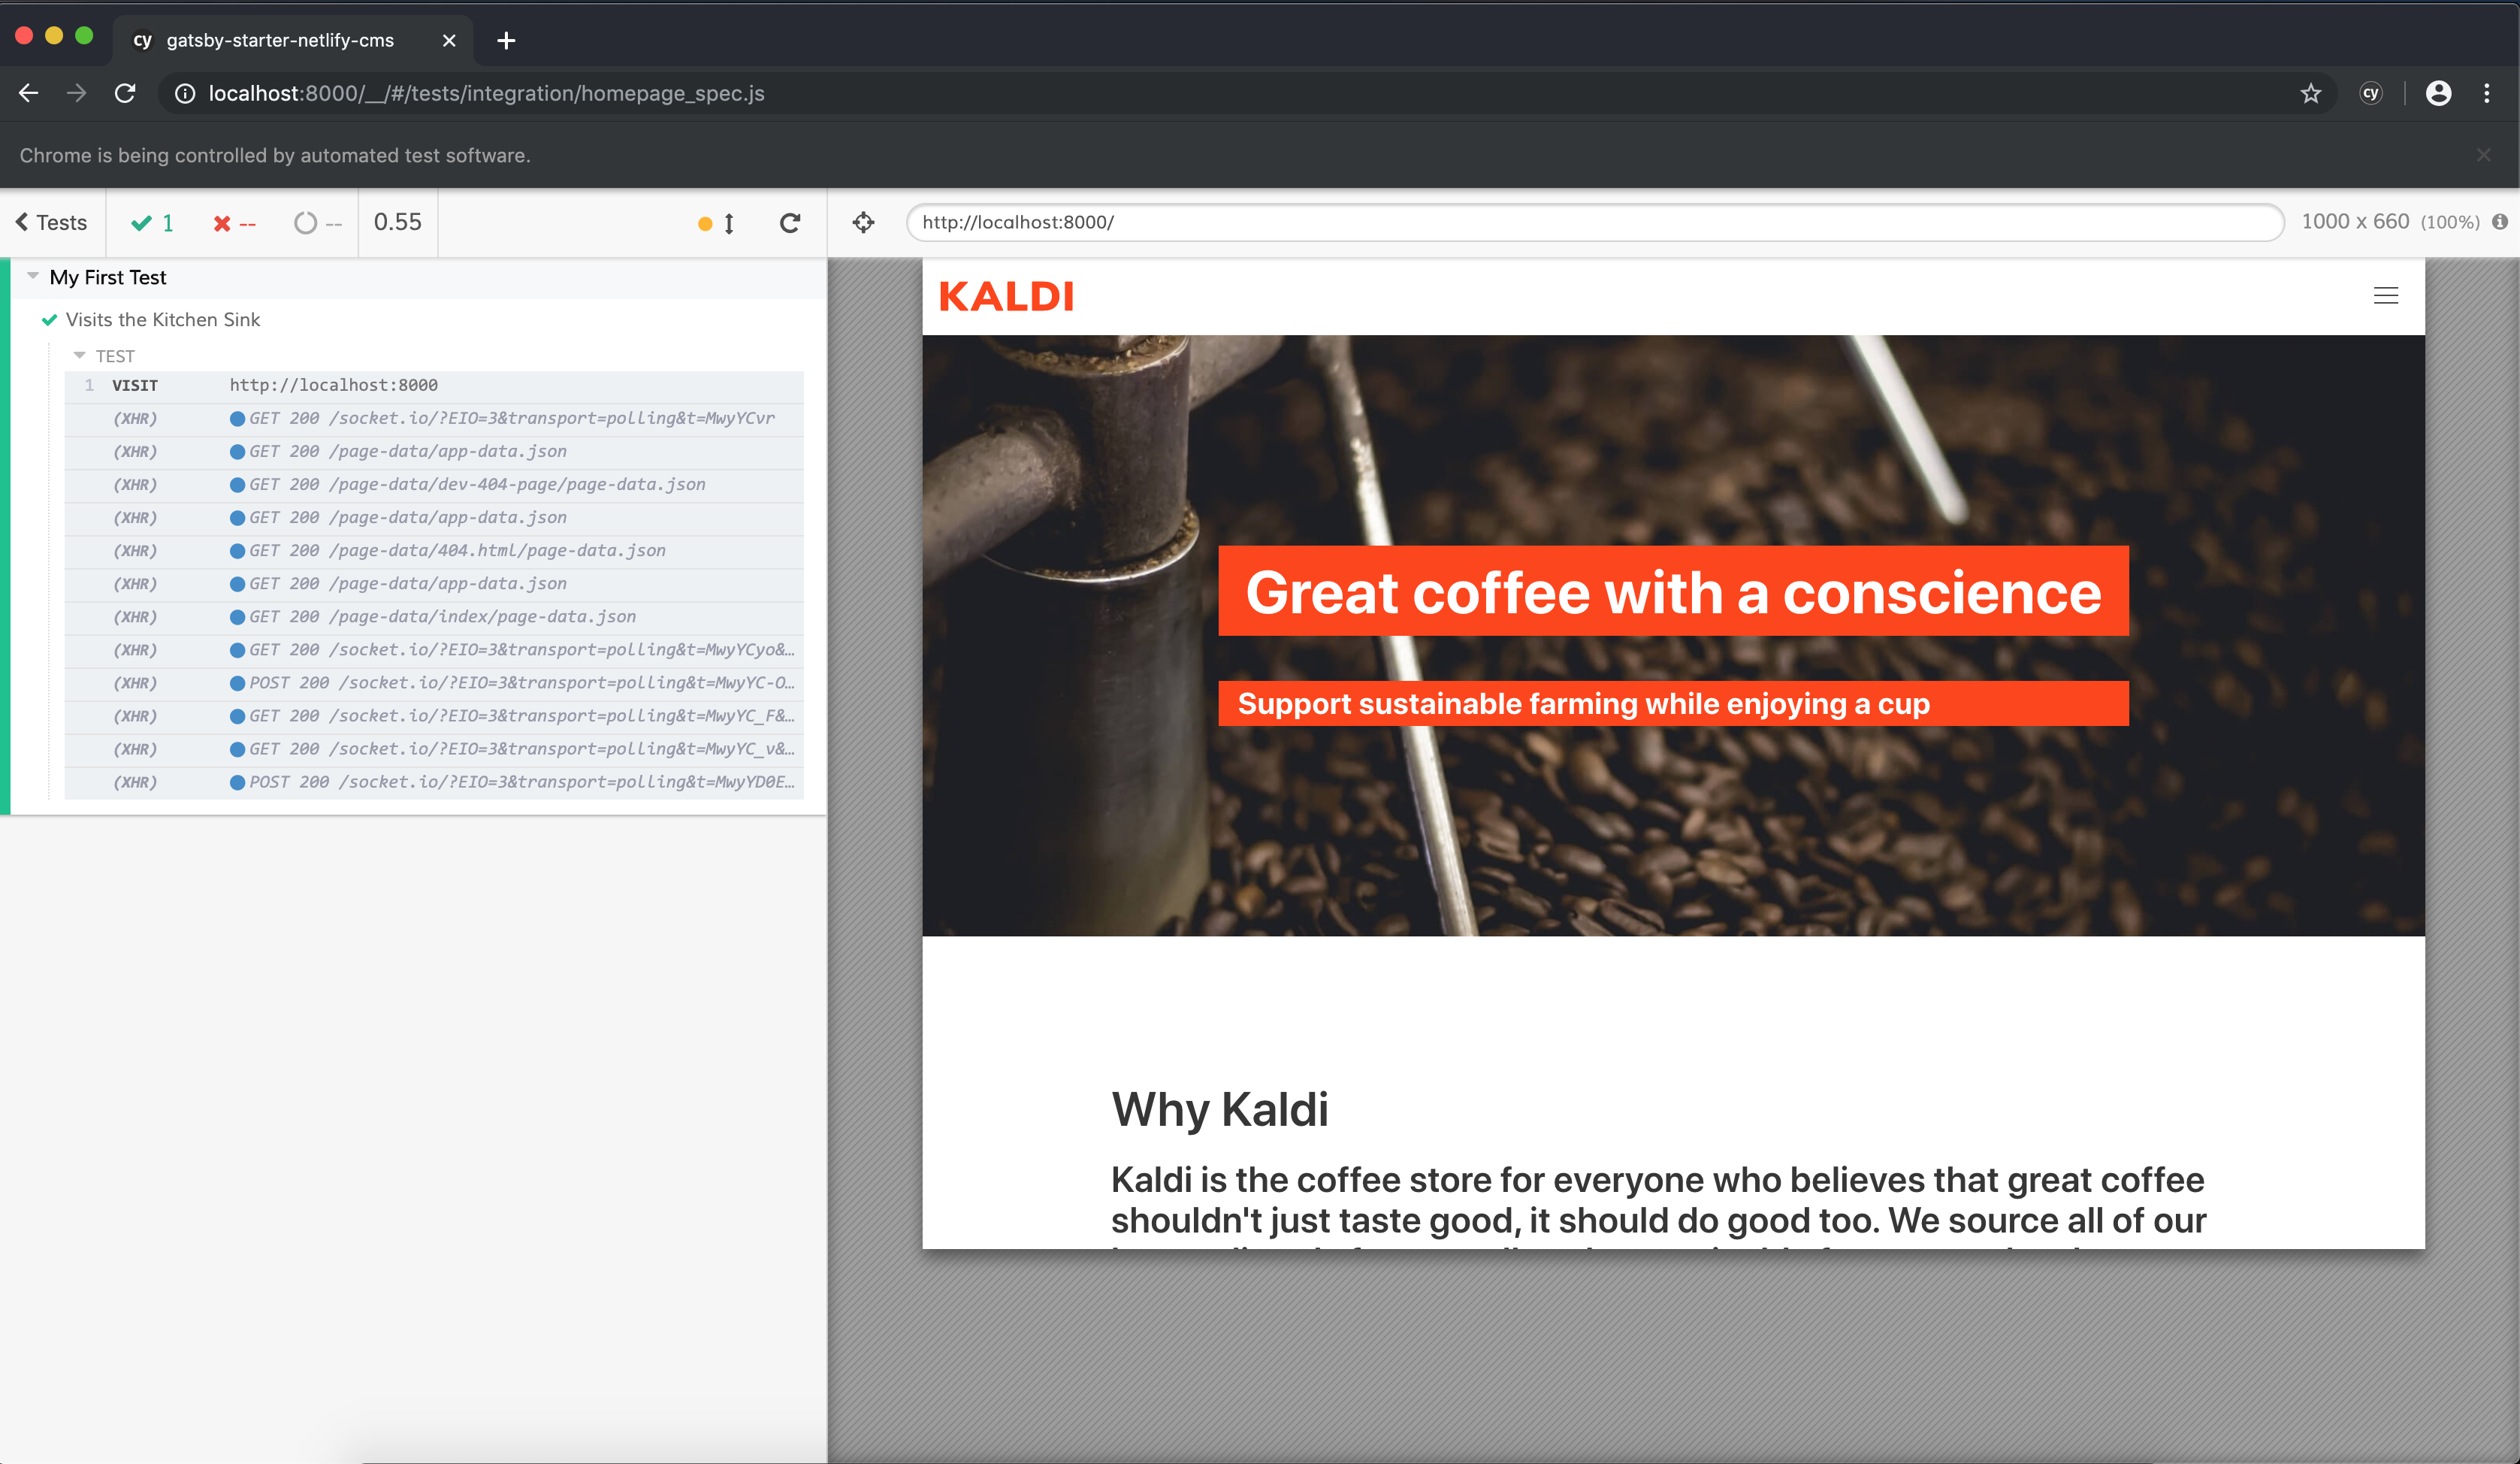 cy gatsby-starter-netlify-cms
localhost:8000/__/#/tests/integration/homepage_spec.js
cy
Chrome is being controlled by automated test software.
Tests 1 -- -- 0.55
http://localhost:8000/
1000 x 660 (100%)
My First Test
Visits the Kitchen Sink
TEST
1 VISIT http://localhost:8000
(XHR) GET 200 /socket.io/?EIO=3&transport=polling&t=MwyYCvr
(XHR) GET 200 /page-data/app-data.json
(XHR) GET 200 /page-data/dev-404-page/page-data.json
(XHR) GET 200 /page-data/app-data.json
(XHR) GET 200 /page-data/404.html/page-data.json
(XHR) GET 200 /page-data/app-data.json
(XHR) GET 200 /page-data/index/page-data.json
(XHR) GET 200 /socket.io/?EIO=3&transport=polling&t=MwyYCyo&…
(XHR) POST 200 /socket.io/?EIO=3&transport=polling&t=MwyYC-O…
(XHR) GET 200 /socket.io/?EIO=3&transport=polling&t=MwyYC_F&…
(XHR) GET 200 /socket.io/?EIO=3&transport=polling&t=MwyYC_v&…
(XHR) POST 200 /socket.io/?EIO=3&transport=polling&t=MwyYD0E…
KALDI
Great coffee with a conscience
Support sustainable farming while enjoying a cup
Why Kaldi
Kaldi is the coffee store for everyone who believes that great coffee
shouldn't just taste good, it should do good too. We source all of our